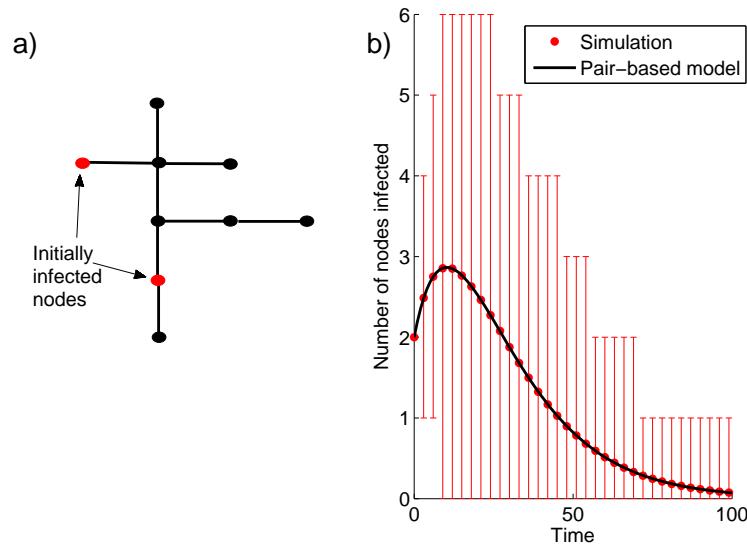 a)
Initially
infected
nodes
b)
Simulation
Pair−based model
Number of nodes infected
6
5
4
3
2
1
0
0
50
100
Time